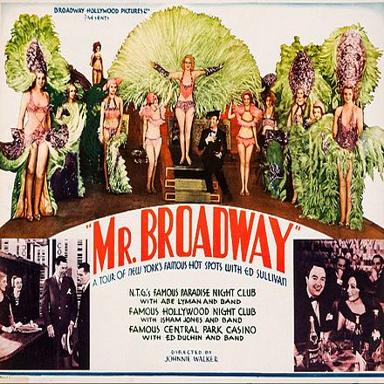 BROADWAY HOLLYWOOD PICTURES LTD
PRESENTS
"MR. BROADWAY"
A TOUR OF NEW YORK'S FAMOUS HOT SPOTS WITH ED SULLIVAN
N.T.G.'S FAMOUS PARADISE NIGHT CLUB
WITH ABE LYMAN AND BAND
FAMOUS HOLLYWOOD NIGHT CLUB
WITH ISHAM JONES AND BAND
FAMOUS CENTRAL PARK CASINO
WITH ED DUCHIN AND BAND
DIRECTED BY
JOHNNIE WALKER